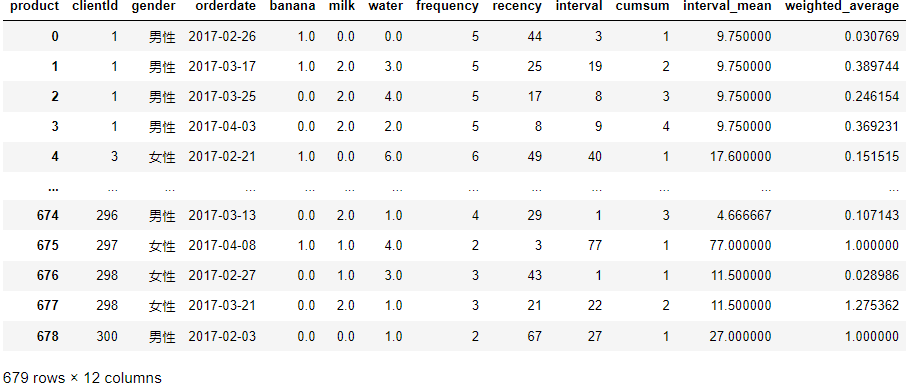 product clientId gender orderdate banana milk water frequency recency interval cumsum interval_mean weighted_average
0 1 男性 2017-02-26 1.0 0.0 0.0 5 44 3 1 9.750000 0.030769
1 1 男性 2017-03-17 1.0 2.0 3.0 5 25 19 2 9.750000 0.389744
2 1 男性 2017-03-25 0.0 2.0 4.0 5 17 8 3 9.750000 0.246154
3 1 男性 2017-04-03 0.0 2.0 2.0 5 8 9 4 9.750000 0.369231
4 3 女性 2017-02-21 1.0 0.0 6.0 6 49 40 1 17.600000 0.151515
... ... ... ... ... ... ... ... ... ... ... ... ...
674 296 男性 2017-03-13 0.0 2.0 1.0 4 29 1 3 4.666667 0.107143
675 297 女性 2017-04-08 1.0 1.0 4.0 2 3 77 1 77.000000 1.000000
676 298 女性 2017-02-27 0.0 1.0 3.0 3 43 1 1 11.500000 0.028986
677 298 女性 2017-03-21 0.0 2.0 1.0 3 21 22 2 11.500000 1.275362
678 300 男性 2017-02-03 0.0 0.0 1.0 2 67 27 1 27.000000 1.000000
679 rows × 12 columns